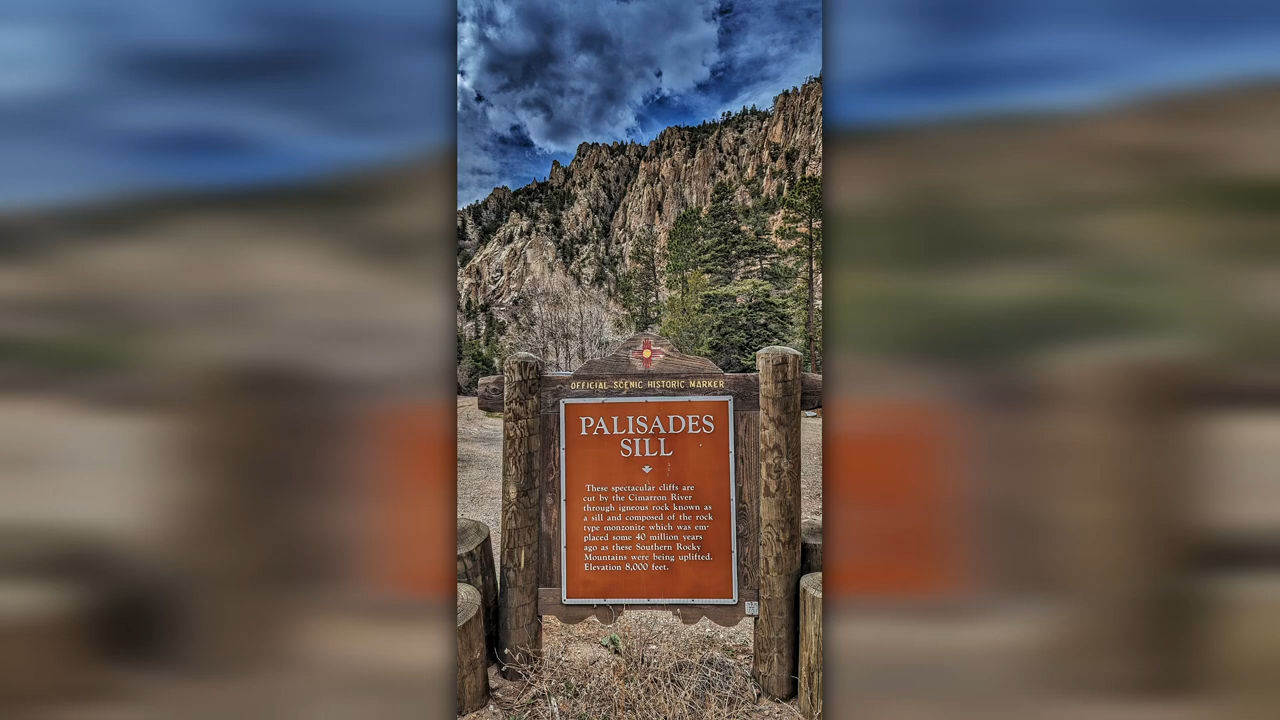 OFFICIAL SCENIC HISTORIC MARKER
PALISADES
SILL
These spectacular cliffs are
cut by the Cimarron River
through igneous rock known as
a sill and composed of the rock
type monzonite which was em-
placed some 40 million years
ago as these Southern Rocky
Mountains were being uplifted.
Elevation 8,000 feet.